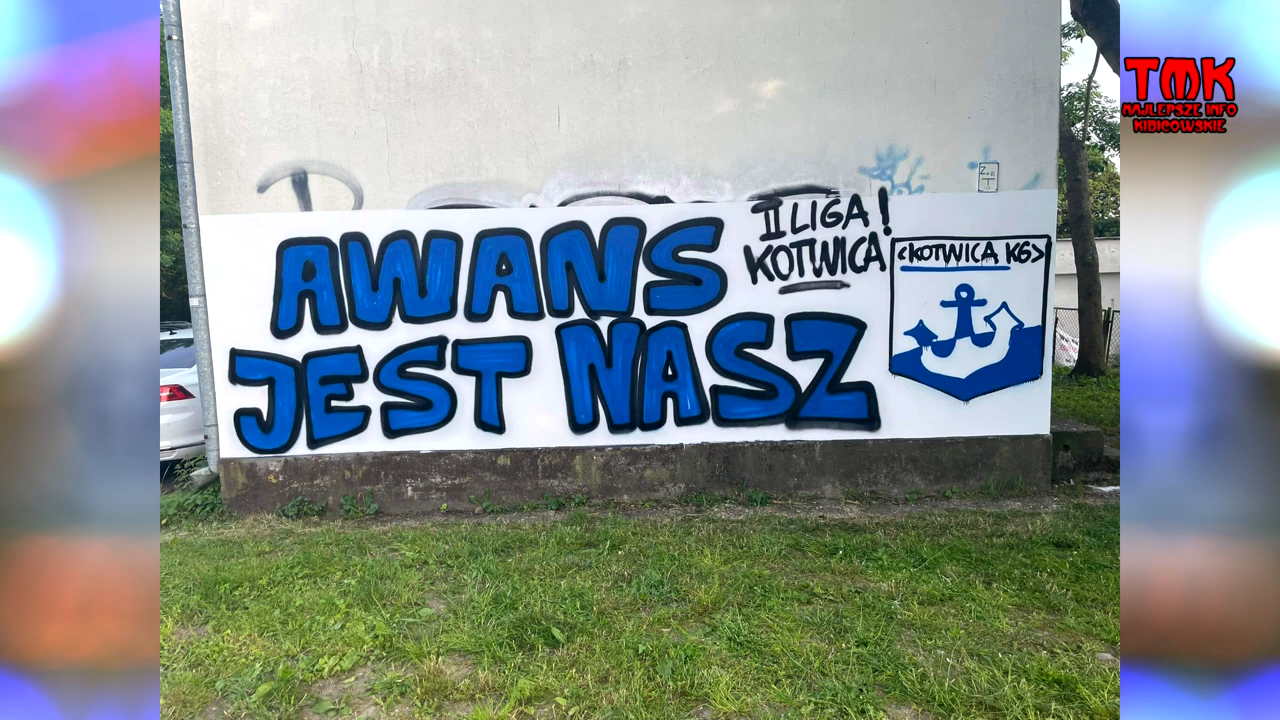 AWANS
JEST NASZ
II LIGA!
KOTWICA
<KOTWICA KG>
TMK
NAJLEPSZE INFO
KIBICOWSKIE